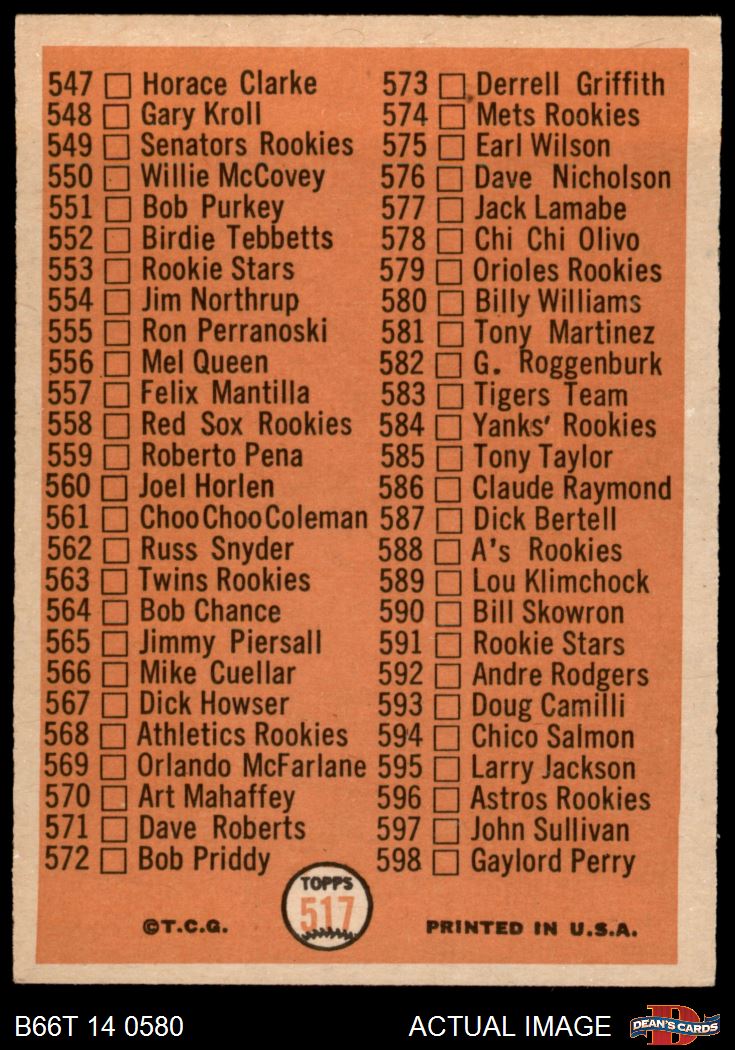 547 Horace Clarke
548 Gary Kroll
549 Senators Rookies
550 Willie McCovey
551 Bob Purkey
552 Birdie Tebbetts
553 Rookie Stars
554 Jim Northrup
555 Ron Perranoski
556 Mel Queen
557 Felix Mantilla
558 Red Sox Rookies
559 Roberto Pena
560 Joel Horlen
561 Choo Choo Coleman
562 Russ Snyder
563 Twins Rookies
564 Bob Chance
565 Jimmy Piersall
566 Mike Cuellar
567 Dick Howser
568 Athletics Rookies
569 Orlando McFarlane
570 Art Mahaffey
571 Dave Roberts
572 Bob Priddy
573 Derrell Griffith
574 Mets Rookies
575 Earl Wilson
576 Dave Nicholson
577 Jack Lamabe
578 Chi Chi Olivo
579 Orioles Rookies
580 Billy Williams
581 Tony Martinez
582 G. Roggenburk
583 Tigers Team
584 Yanks' Rookies
585 Tony Taylor
586 Claude Raymond
587 Dick Bertell
588 A's Rookies
589 Lou Klimchock
590 Bill Skowron
591 Rookie Stars
592 Andre Rodgers
593 Doug Camilli
594 Chico Salmon
595 Larry Jackson
596 Astros Rookies
597 John Sullivan
598 Gaylord Perry
TOPPS
517
©T.C.G.
PRINTED IN U.S.A.
B66T 14 0580
ACTUAL IMAGE
D
DEAN'S CARDS